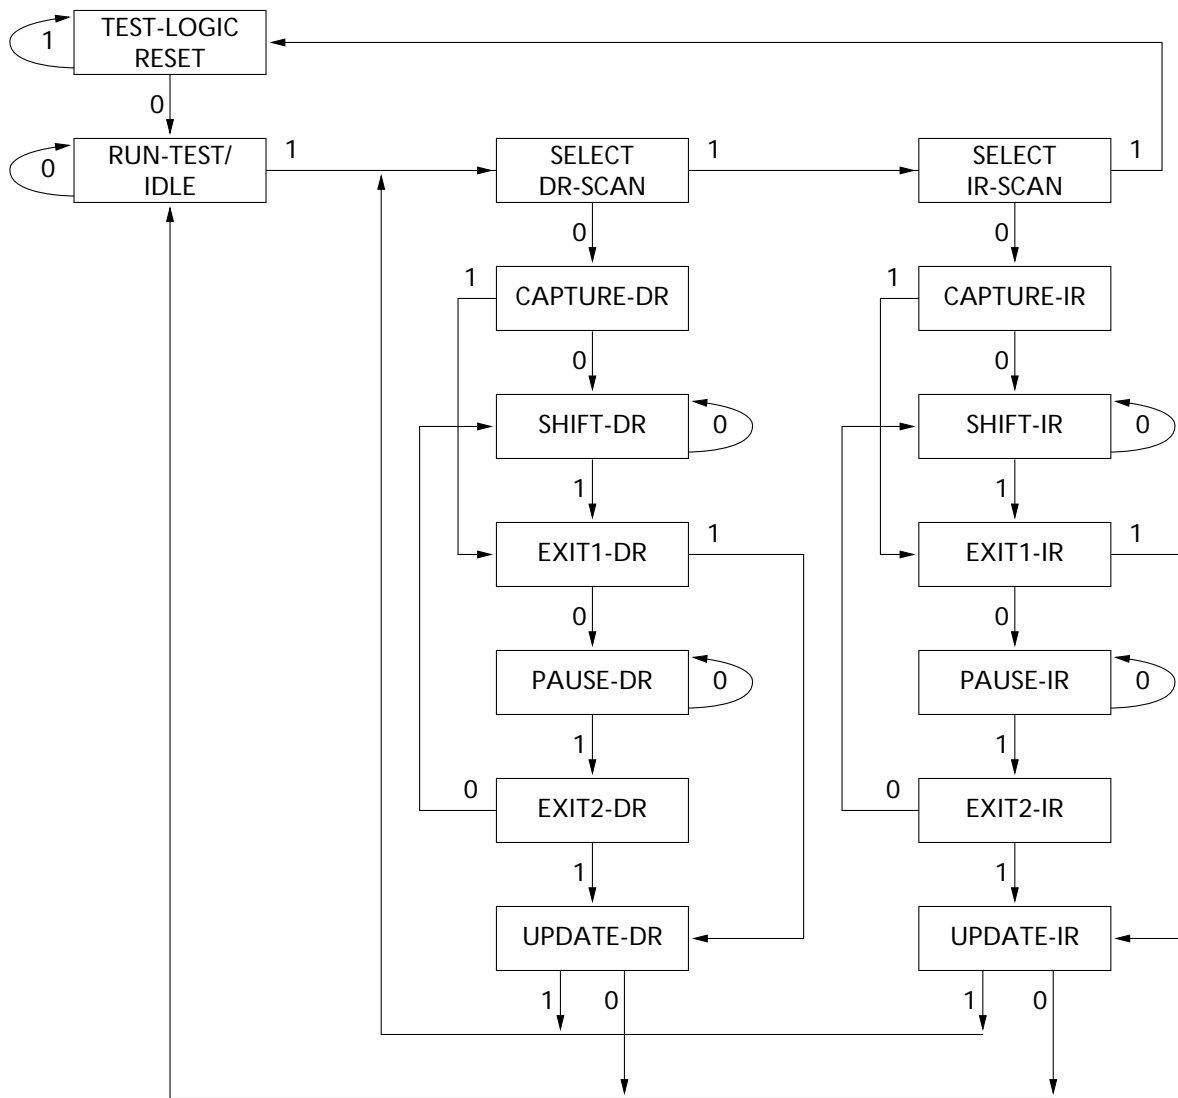 TEST-LOGIC
RESET
1
0
RUN-TEST/
IDLE
0
1
SELECT
DR-SCAN
1
SELECT
IR-SCAN
1
0
0
1
CAPTURE-DR
1
CAPTURE-IR
0
0
SHIFT-DR
0
SHIFT-IR
0
1
1
EXIT1-DR
1
EXIT1-IR
1
0
0
PAUSE-DR
0
PAUSE-IR
0
1
1
0
EXIT2-DR
0
EXIT2-IR
1
1
UPDATE-DR
UPDATE-IR
1
0
1
0